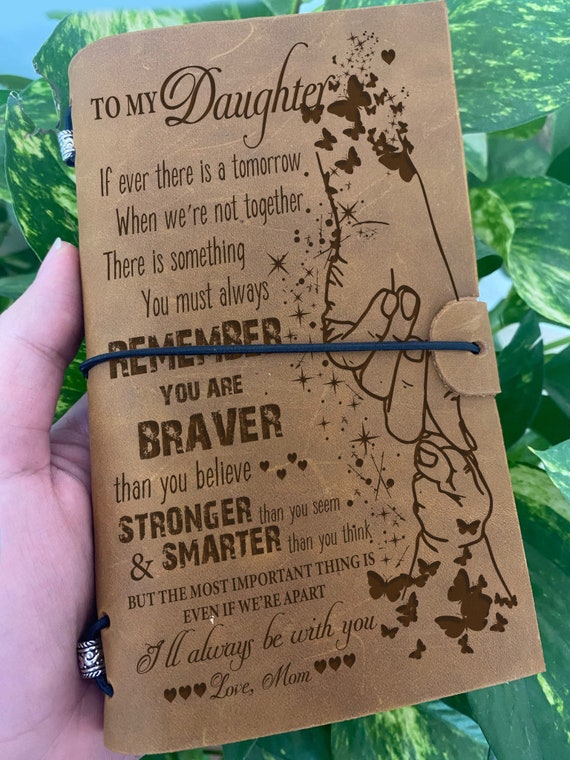 TO MY Daughter
If ever there is a tomorrow
When we're not together
There is something
You must always
REMEMBER
YOU ARE
BRAVER
than you believe
STRONGER than you seem
& SMARTER than you think
BUT THE MOST IMPORTANT THING IS
EVEN IF WE'RE APART
I'll always be with you
Love, Mom